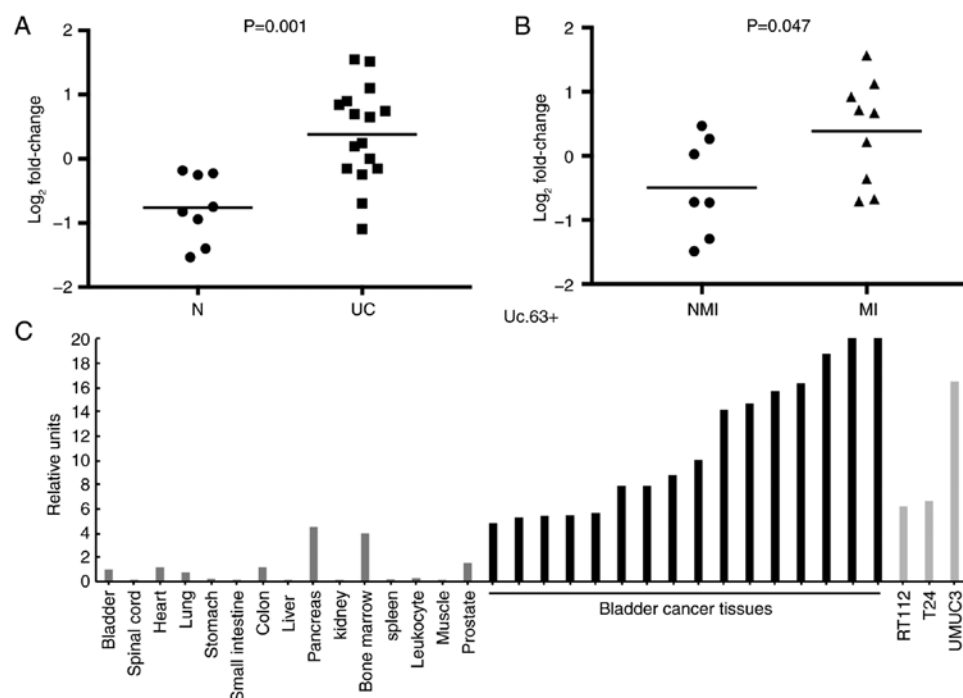 A
P=0.001
Log2 fold-change
2
1
0
−1
−2
N
UC
B
P=0.047
Log2 fold-change
2
1
0
−1
−2
NMI
MI
C
Uc.63+
Relative units
20
18
16
14
12
10
8
6
4
2
0
Bladder
Spinal cord
Heart
Lung
Stomach
Small intestine
Colon
Liver
Pancreas
kidney
Bone marrow
spleen
Leukocyte
Muscle
Prostate
Bladder cancer tissues
RT112
T24
UMUC3